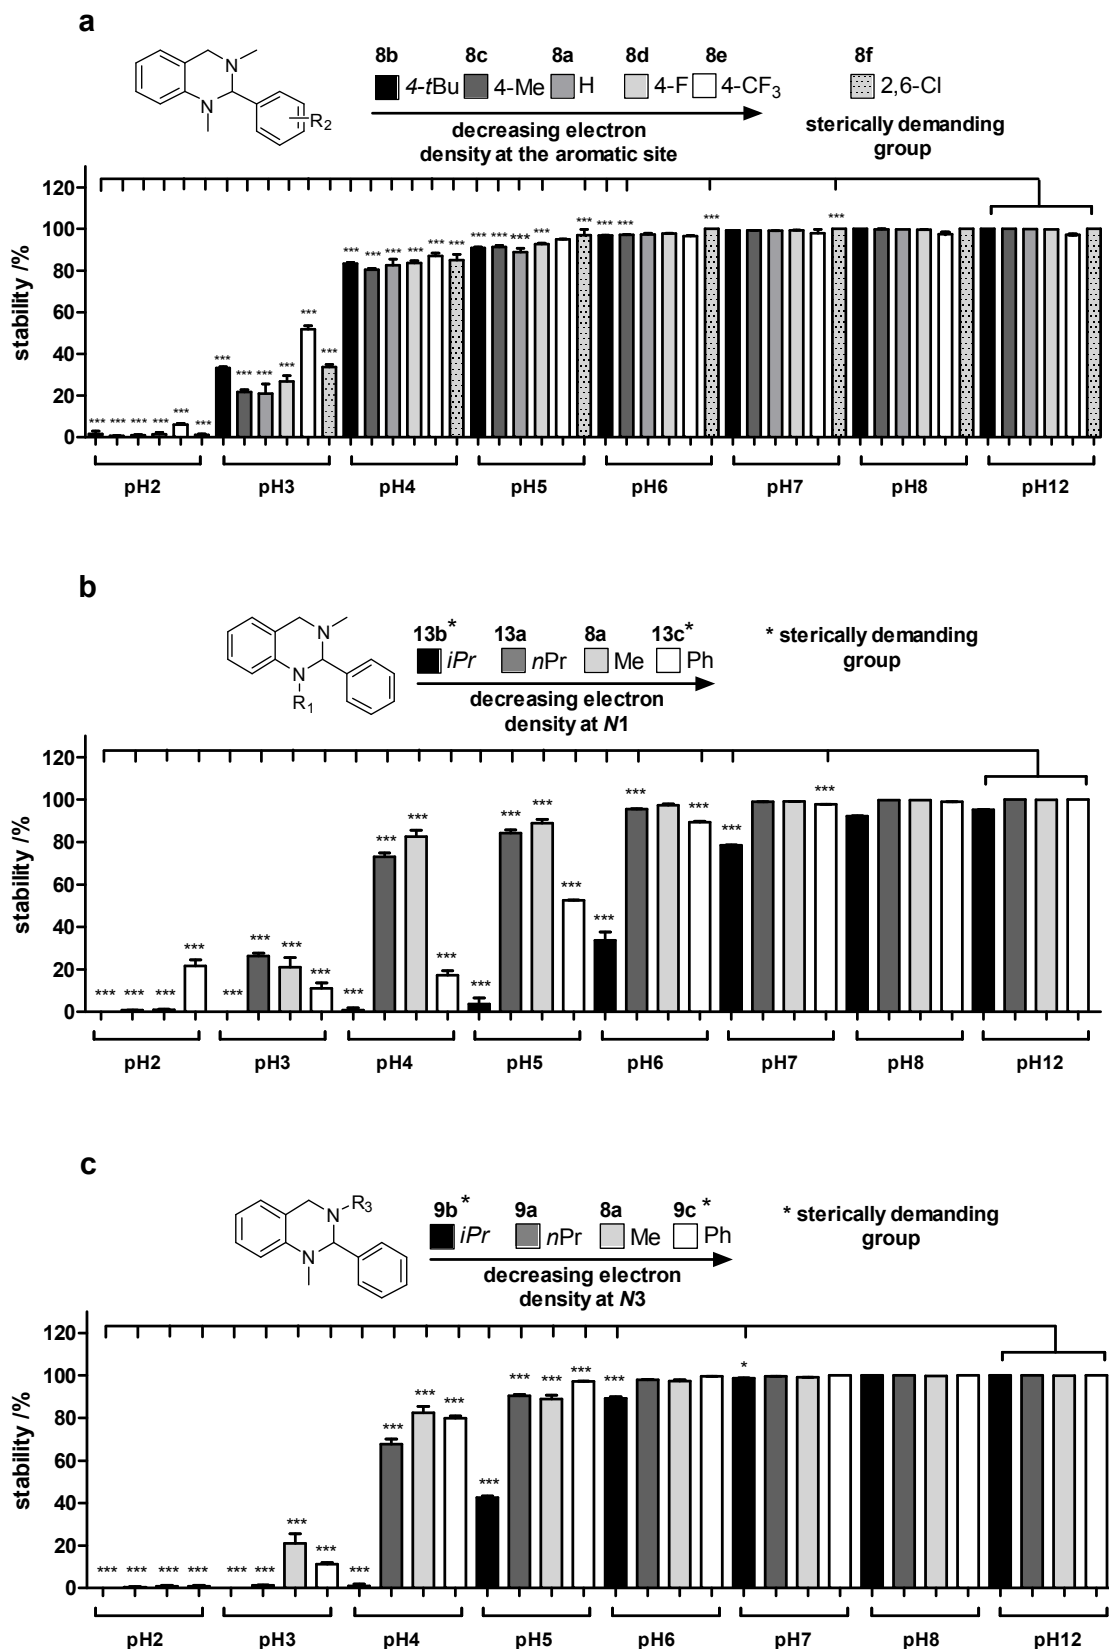 a
8b 8c 8a 8d 8e 8f
4-tBu 4-Me H 4-F 4-CF3 2,6-Cl
N
N
R2
decreasing electron
density at the aromatic site
sterically demanding
group
stability /%
120
100
80
60
40
20
0
*** *** *** *** *** ***
*** *** *** *** *** ***
*** *** *** *** *** ***
*** *** *** *** ***
*** *** ***
***
pH2 pH3 pH4 pH5 pH6 pH7 pH8 pH12
b
13b* 13a 8a 13c*
iPr nPr Me Ph
* sterically demanding
group
N
N
R1
decreasing electron
density at N1
stability /%
120
100
80
60
40
20
0
*** *** *** ***
*** *** *** ***
*** *** *** ***
*** *** *** ***
*** *** ***
*** ***
pH2 pH3 pH4 pH5 pH6 pH7 pH8 pH12
c
9b* 9a 8a 9c*
iPr nPr Me Ph
* sterically demanding
group
R3
N
N
decreasing electron
density at N3
stability /%
120
100
80
60
40
20
0
*** *** *** ***
*** *** *** ***
*** *** *** ***
*** *** *** ***
***
*
pH2 pH3 pH4 pH5 pH6 pH7 pH8 pH12